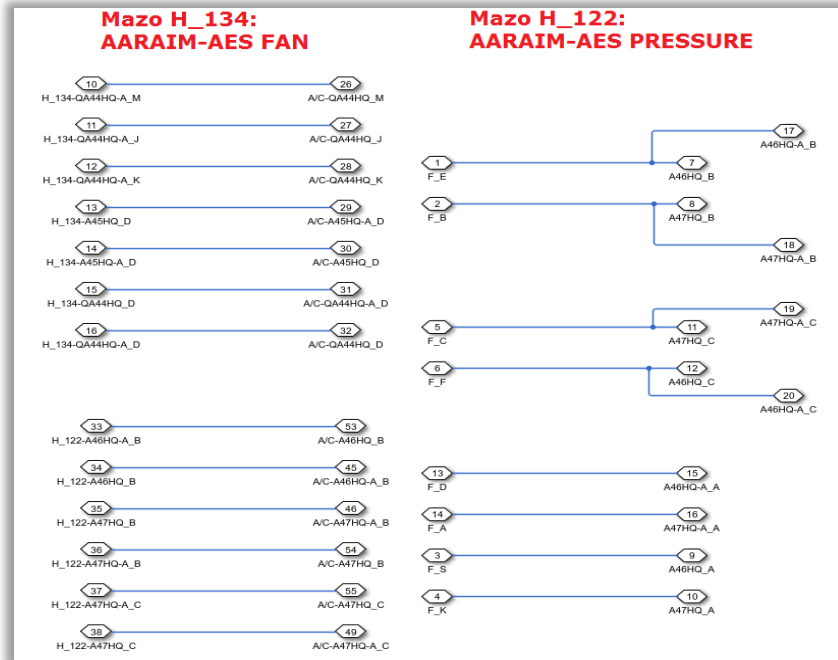 Mazo H_134:
AARAIM-AES FAN
10 26
H_134-QA44HQ-A_M A/C-QA44HQ_M
11 27
H_134-QA44HQ-A_J A/C-QA44HQ_J
12 28
H_134-QA44HQ-A_K A/C-QA44HQ_K
13 29
H_134-A45HQ_D A/C-A45HQ-A_D
14 30
H_134-A45HQ-A_D A/C-A45HQ_D
15 31
H_134-QA44HQ_D A/C-QA44HQ-A_D
16 32
H_134-QA44HQ-A_D A/C-QA44HQ_D
33 53
H_122-A46HQ-A_B A/C-A46HQ_B
34 45
H_122-A46HQ_B A/C-A46HQ-A_B
35 46
H_122-A47HQ_B A/C-A47HQ-A_B
36 54
H_122-A47HQ-A_B A/C-A47HQ_B
37 55
H_122-A47HQ-A_C A/C-A47HQ_C
38 49
H_122-A47HQ_C A/C-A47HQ-A_C
Mazo H_122:
AARAIM-AES PRESSURE
17
A46HQ-A_B
1 7
F_E A46HQ_B
2 8
F_B A47HQ_B
18
A47HQ-A_B
19
A47HQ-A_C
5 11
F_C A47HQ_C
6 12
F_F A46HQ_C
20
A46HQ-A_C
13 15
F_D A46HQ-A_A
14 16
F_A A47HQ-A_A
3 9
F_S A46HQ_A
4 10
F_K A47HQ_A